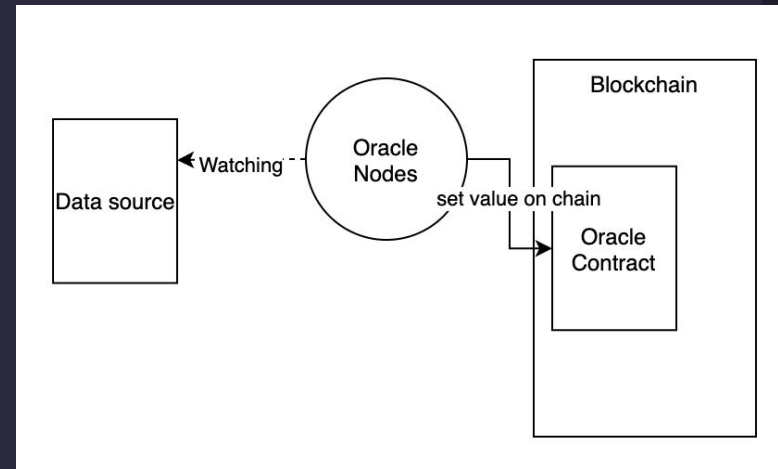 Blockchain
Data source
Watching
Oracle
Nodes
set value on chain
Oracle
Contract